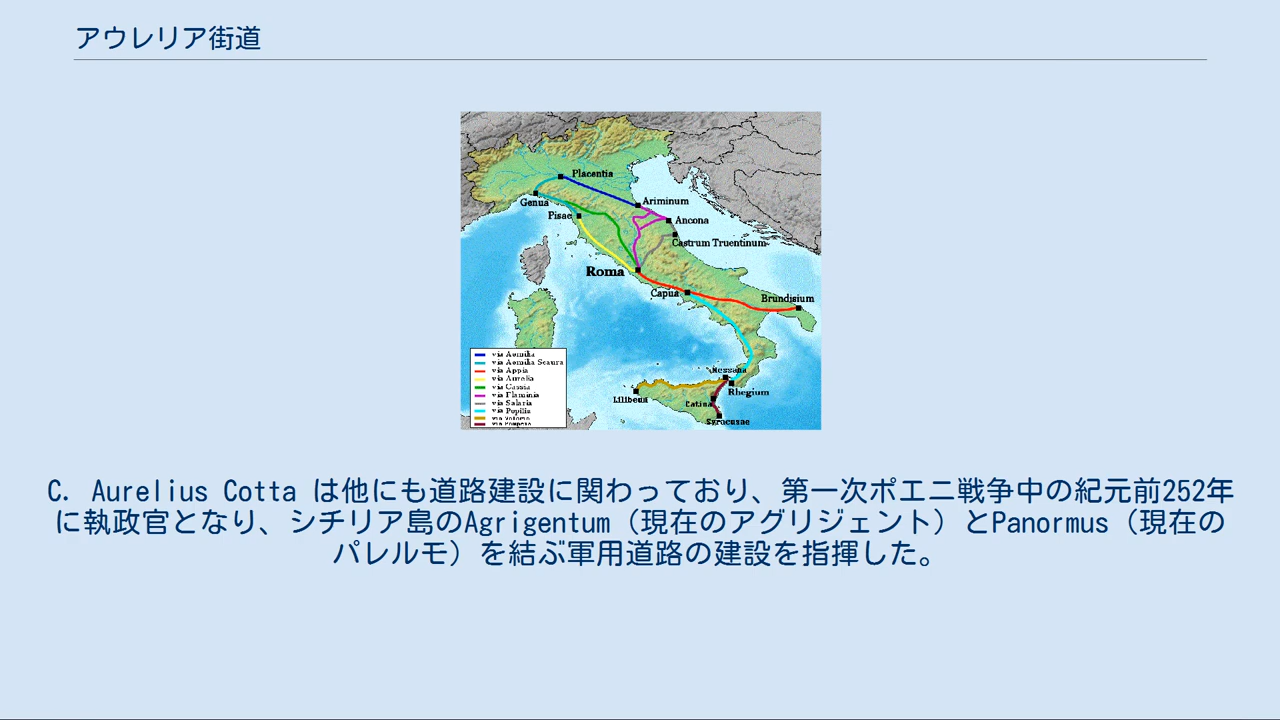 アウレリア街道
Placentia
Genua
Ariminum
Pisae
Ancona
Castrum Truentinum
Roma
Capua
Brundisium
via Aemilia
via Aemilia Scaura
via Appia
via Aurelia
via Cassia
via Flaminia
via Salaria
via Popilia
via Pompeia
Messana
Rhegium
Lilibeum
Catina
Syracusae
C. Aurelius Cotta は他にも道路建設に関わっており、第一次ポエニ戦争中の紀元前252年
に執政官となり、シチリア島のAgrigentum（現在のアグリジェント）とPanormus（現在の
パレルモ）を結ぶ軍用道路の建設を指揮した。